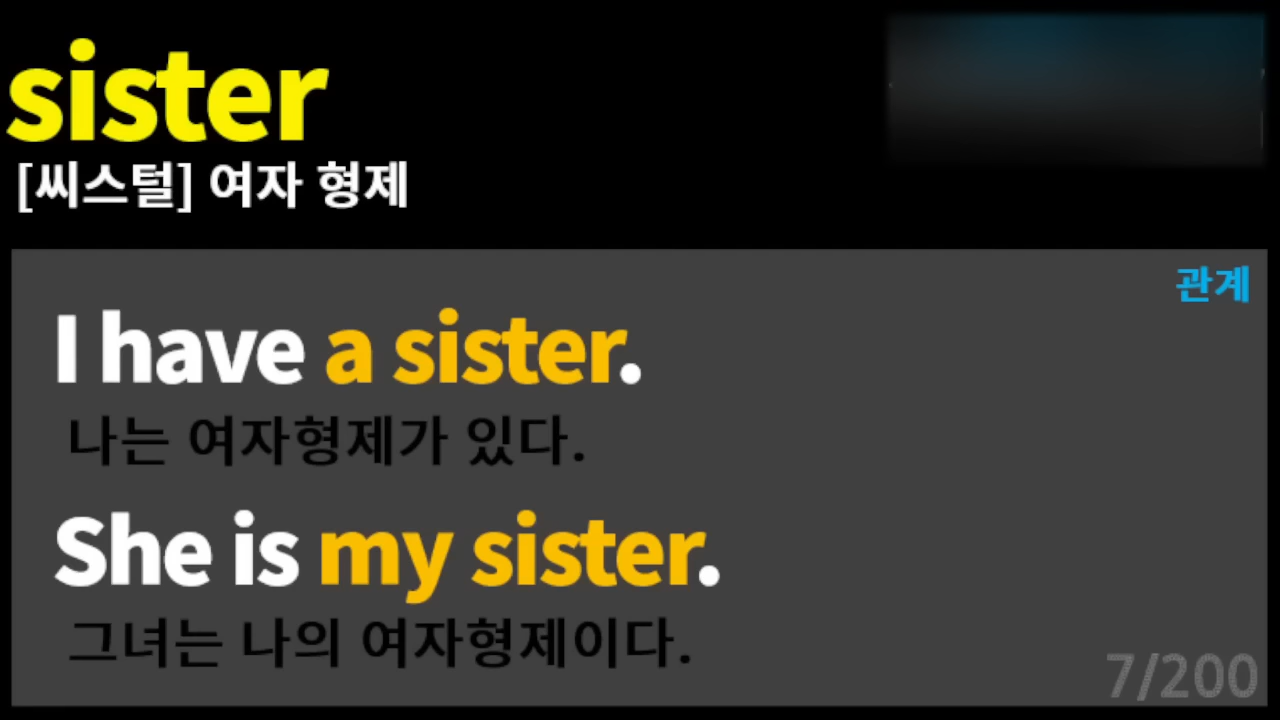 sister
[씨스털] 여자 형제
관계
I have a sister.
나는 여자형제가 있다.
She is my sister.
그녀는 나의 여자형제이다.
7/200